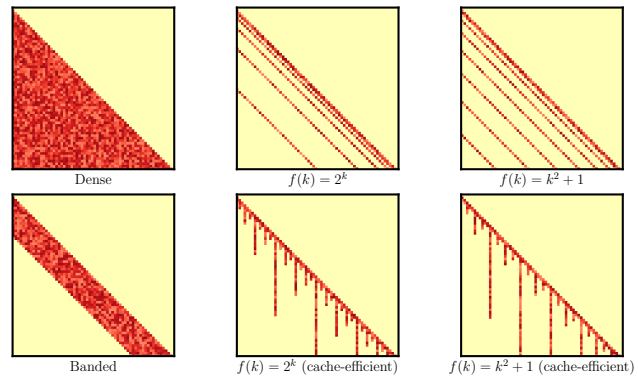 Dense
f(k) = 2^k
f(k) = k^2 + 1
Banded
f(k) = 2^k (cache-efficient)
f(k) = k^2 + 1 (cache-efficient)